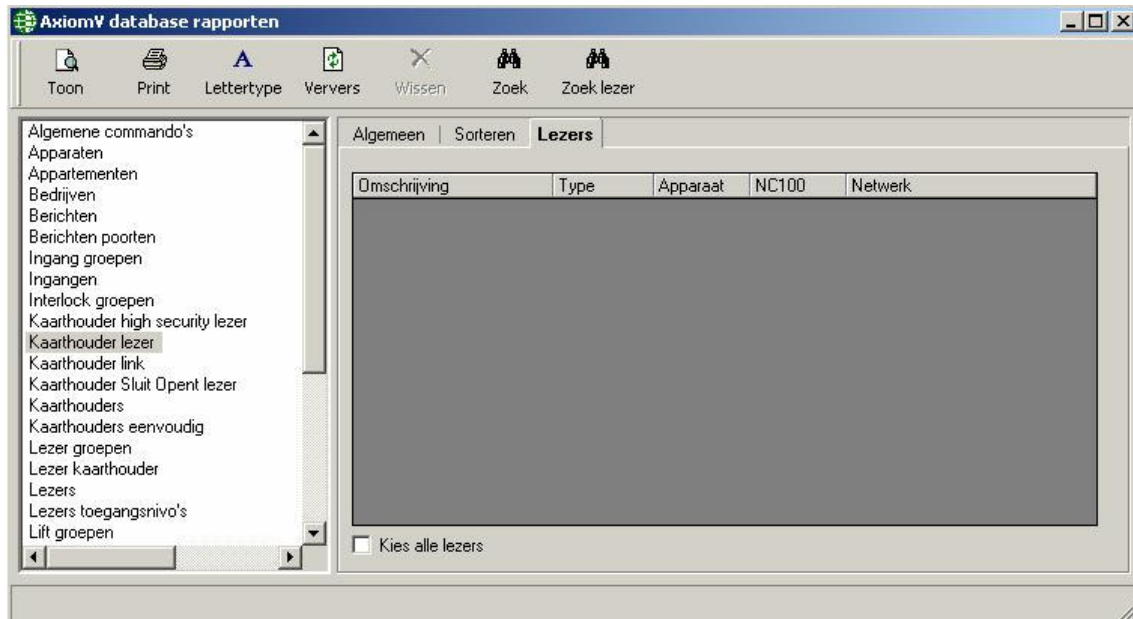 AxiomV database rapporten
Toon Print Lettertype Ververs Wissen Zoek Zoek lezer
Algemene commando's
Apparaten
Appartementen
Bedrijven
Berichten
Berichten poorten
Ingang groepen
Ingangen
Interlock groepen
Kaarthouder high security lezer
Kaarthouder lezer
Kaarthouder link
Kaarthouder Sluit Opent lezer
Kaarthouders
Kaarthouders eenvoudig
Lezer groepen
Lezer kaarthouder
Lezers
Lezers toegangsnivo's
Lift groepen
Algemeen Sorteren Lezers
Omschrijving Type Apparaat NC100 Netwerk
Kies alle lezers